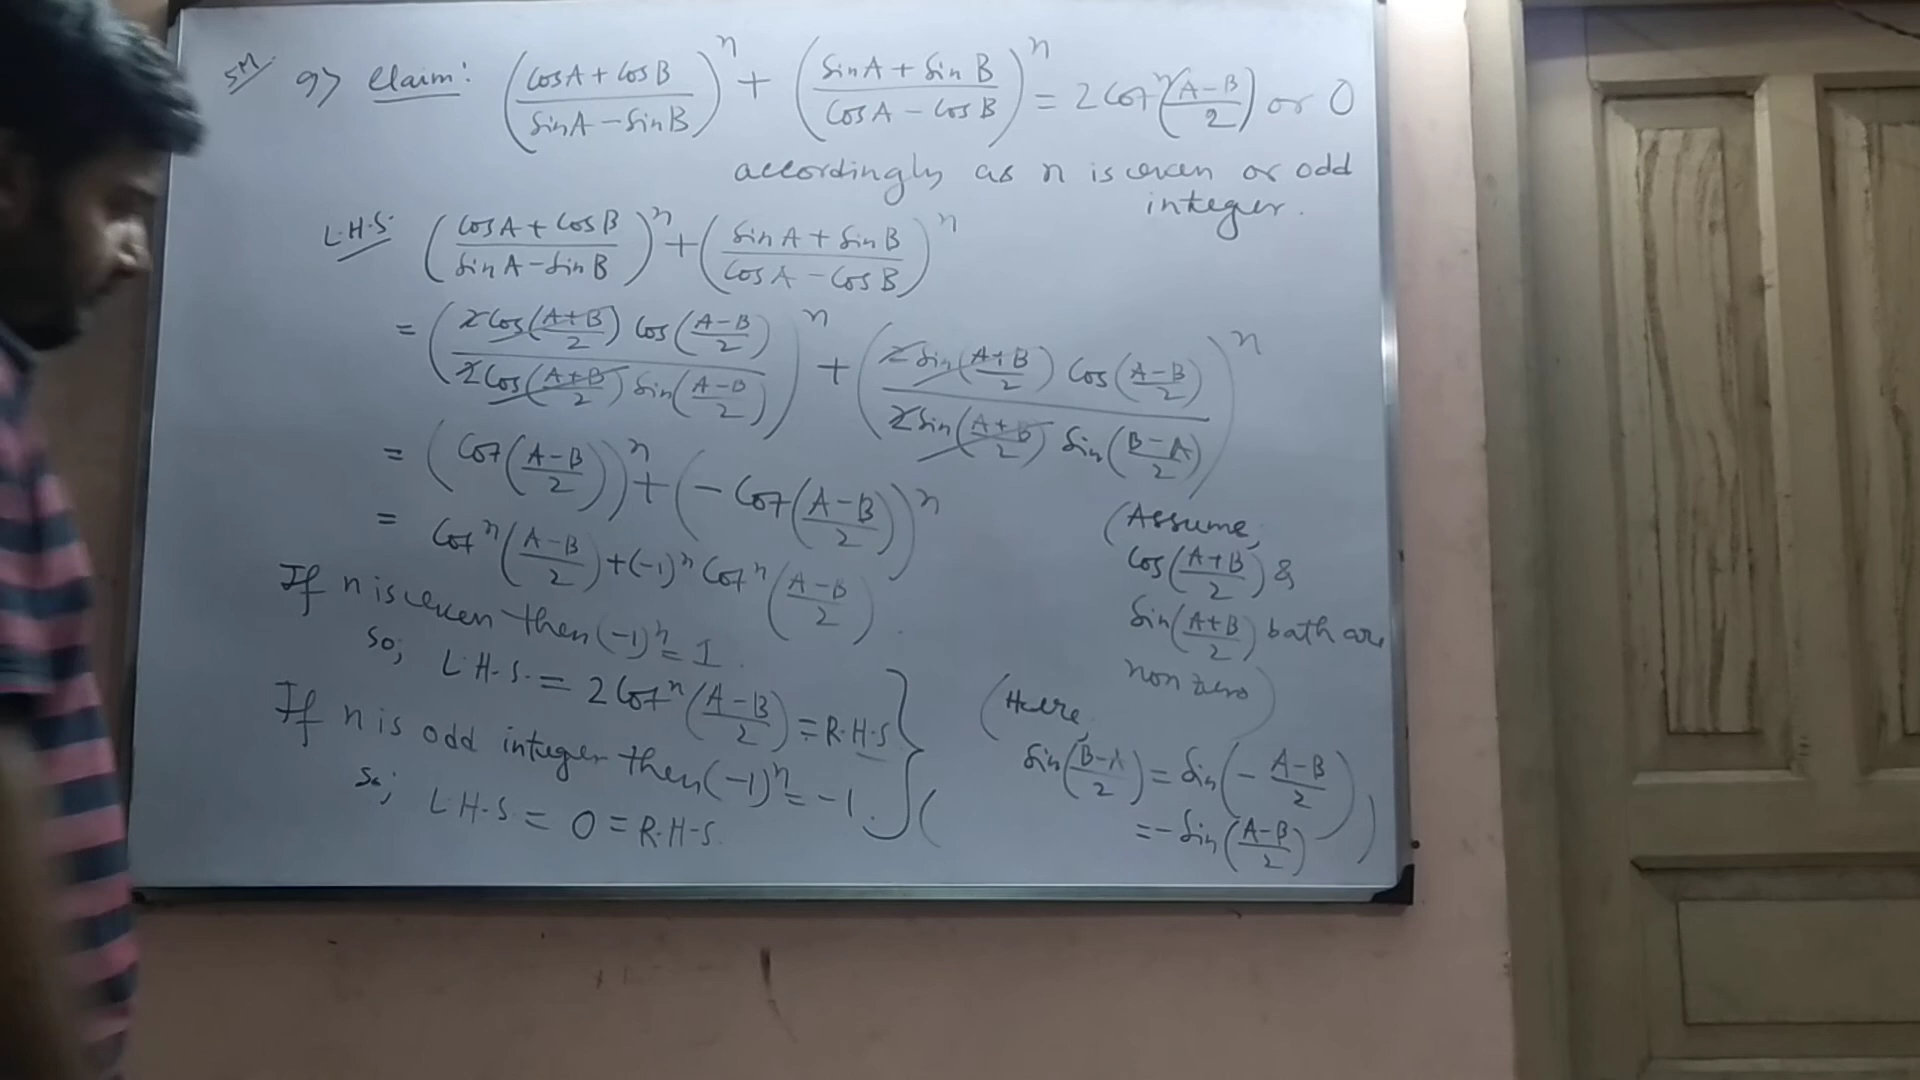 5M 9) Claim: (CosA + CosB / SinA - SinB)^n + (SinA + SinB / CosA - CosB)^n = 2Cot^n(A-B/2) or 0
accordingly as n is even or odd
integer.
L.H.S. (CosA + CosB / SinA - SinB)^n + (SinA + SinB / CosA - CosB)^n
= (2Cos(A+B/2) Cos(A-B/2) / 2Cos(A+B/2) Sin(A-B/2))^n + (2Sin(A+B/2) Cos(A-B/2) / 2Sin(A+B/2) Sin(B-A/2))^n
= (Cot(A-B/2))^n + (-Cot(A-B/2))^n
= Cot^n(A-B/2) + (-1)^n Cot^n(A-B/2).
If n is even then (-1)^n = 1.
so; L.H.S. = 2Cot^n(A-B/2) = R.H.S
If n is odd integer then (-1)^n = -1.
so; L.H.S = 0 = R.H.S.
(Assume,
Cos(A+B/2) &
Sin(A+B/2) bath are
non zero)
(Here,
Sin(B-A/2) = Sin(- A-B/2)
= -Sin(A-B/2))